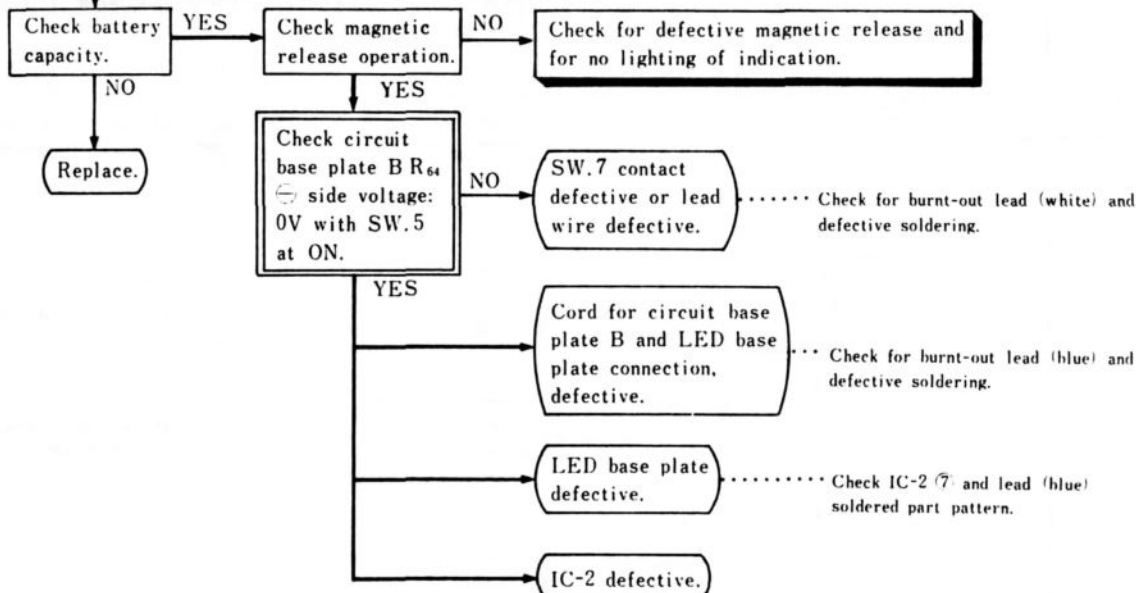 Check battery
capacity.
YES
Check magnetic
release operation.
NO
Check for defective magnetic release and
for no lighting of indication.
NO
Replace.
YES
Check circuit
base plate B R₆₄
⊖ side voltage:
0V with SW.5
at ON.
NO
SW.7 contact
defective or lead
wire defective.
Check for burnt-out lead (white) and
defective soldering.
YES
Cord for circuit base
plate B and LED base
plate connection,
defective.
Check for burnt-out lead (blue) and
defective soldering.
LED base plate
defective.
Check IC-2 ⑦ and lead (blue)
soldered part pattern.
IC-2 defective.